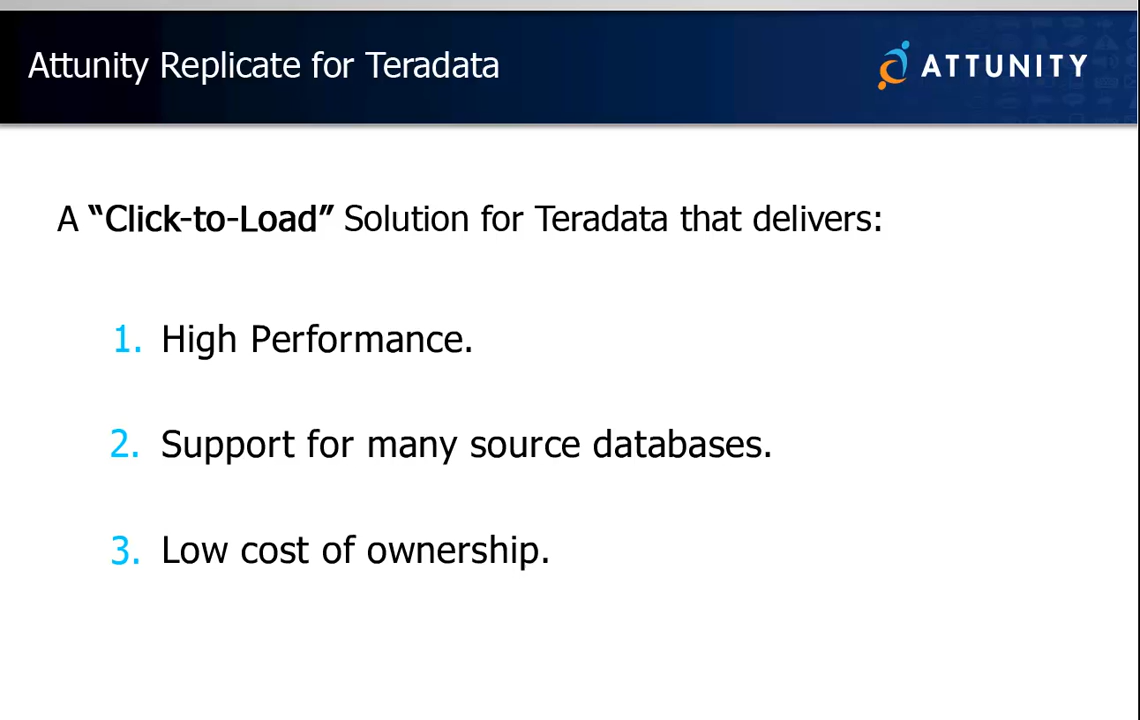 Attunity Replicate for Teradata
ATTUNITY
A “Click-to-Load” Solution for Teradata that delivers:
1. High Performance.
2. Support for many source databases.
3. Low cost of ownership.